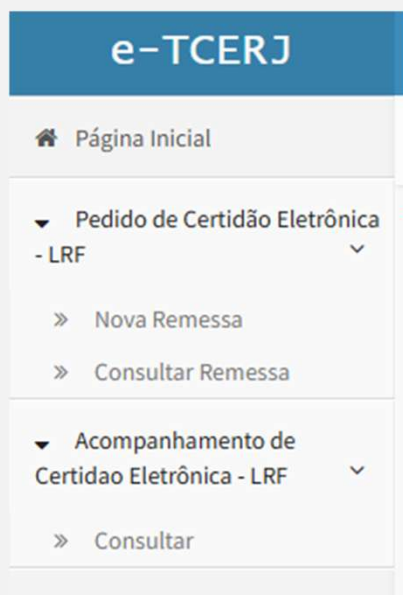 e-TCERJ
Página Inicial
Pedido de Certidão Eletrônica
- LRF
Nova Remessa
Consultar Remessa
Acompanhamento de
Certidao Eletrônica - LRF
Consultar